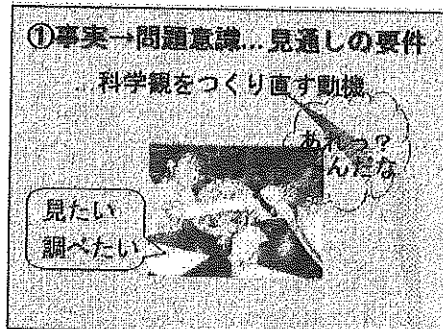 ①事実→問題意識…見通しの要件
…科学観をつくり直す動機
あれっ?
んだな
見たい
調べたい